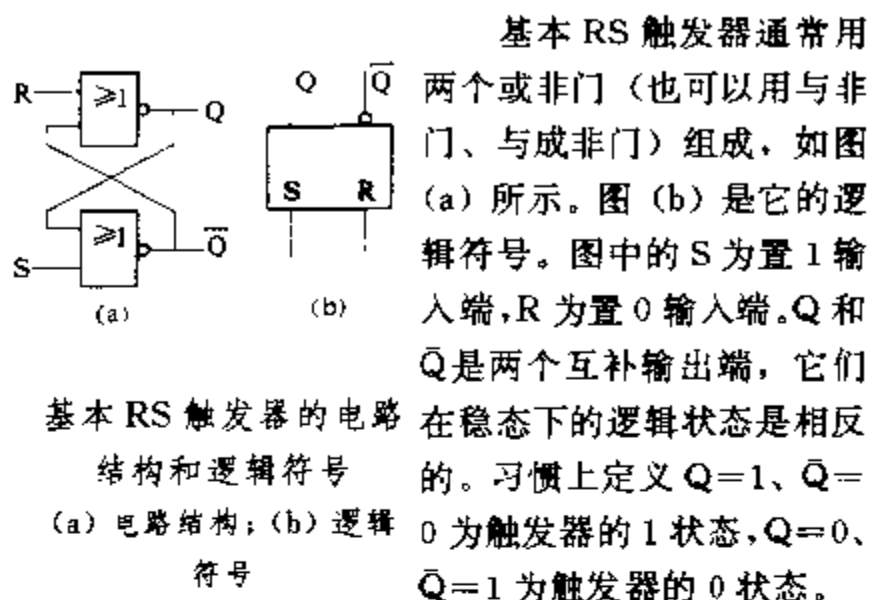 R
≥1
Q
≥1
Q̄
S
(a)
Q
Q̄
S
R
(b)
基本 RS 触发器的电路
结构和逻辑符号
(a) 电路结构；(b) 逻辑
符号
基本 RS 触发器通常用
两个或非门（也可以用与非
门、与成非门）组成，如图
(a) 所示。图 (b) 是它的逻
辑符号。图中的 S 为置 1 输
入端，R 为置 0 输入端。Q 和
Q̄是两个互补输出端，它们
在稳态下的逻辑状态是相反
的。习惯上定义 Q=1、Q̄=
0 为触发器的 1 状态，Q=0、
Q̄=1 为触发器的 0 状态。